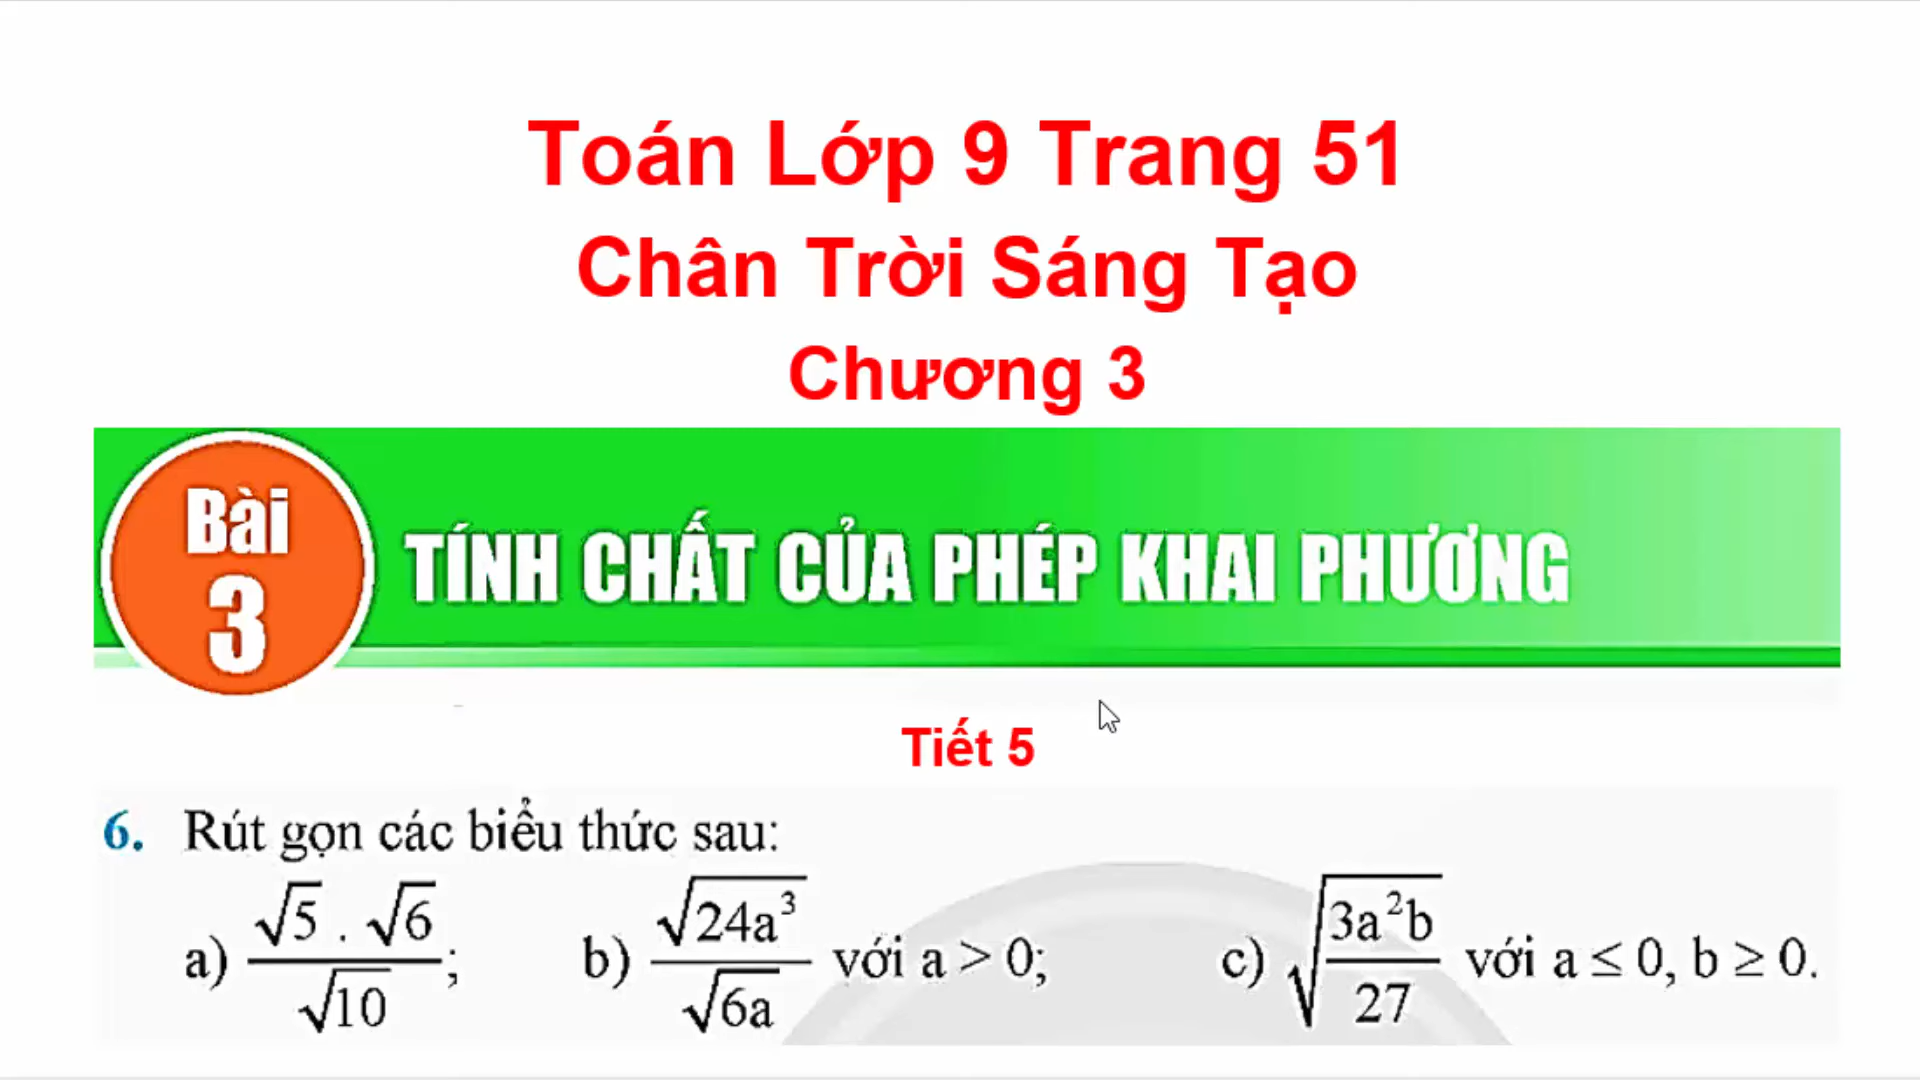 Toán Lớp 9 Trang 51
Chân Trời Sáng Tạo
Chương 3
Bài
3
TÍNH CHẤT CỦA PHÉP KHAI PHƯƠNG
Tiết 5
6. Rút gọn các biểu thức sau:
a) √5 . √6 / √10; b) √24a³ / √6a với a > 0; c) √(3a²b / 27) với a ≤ 0, b ≥ 0.